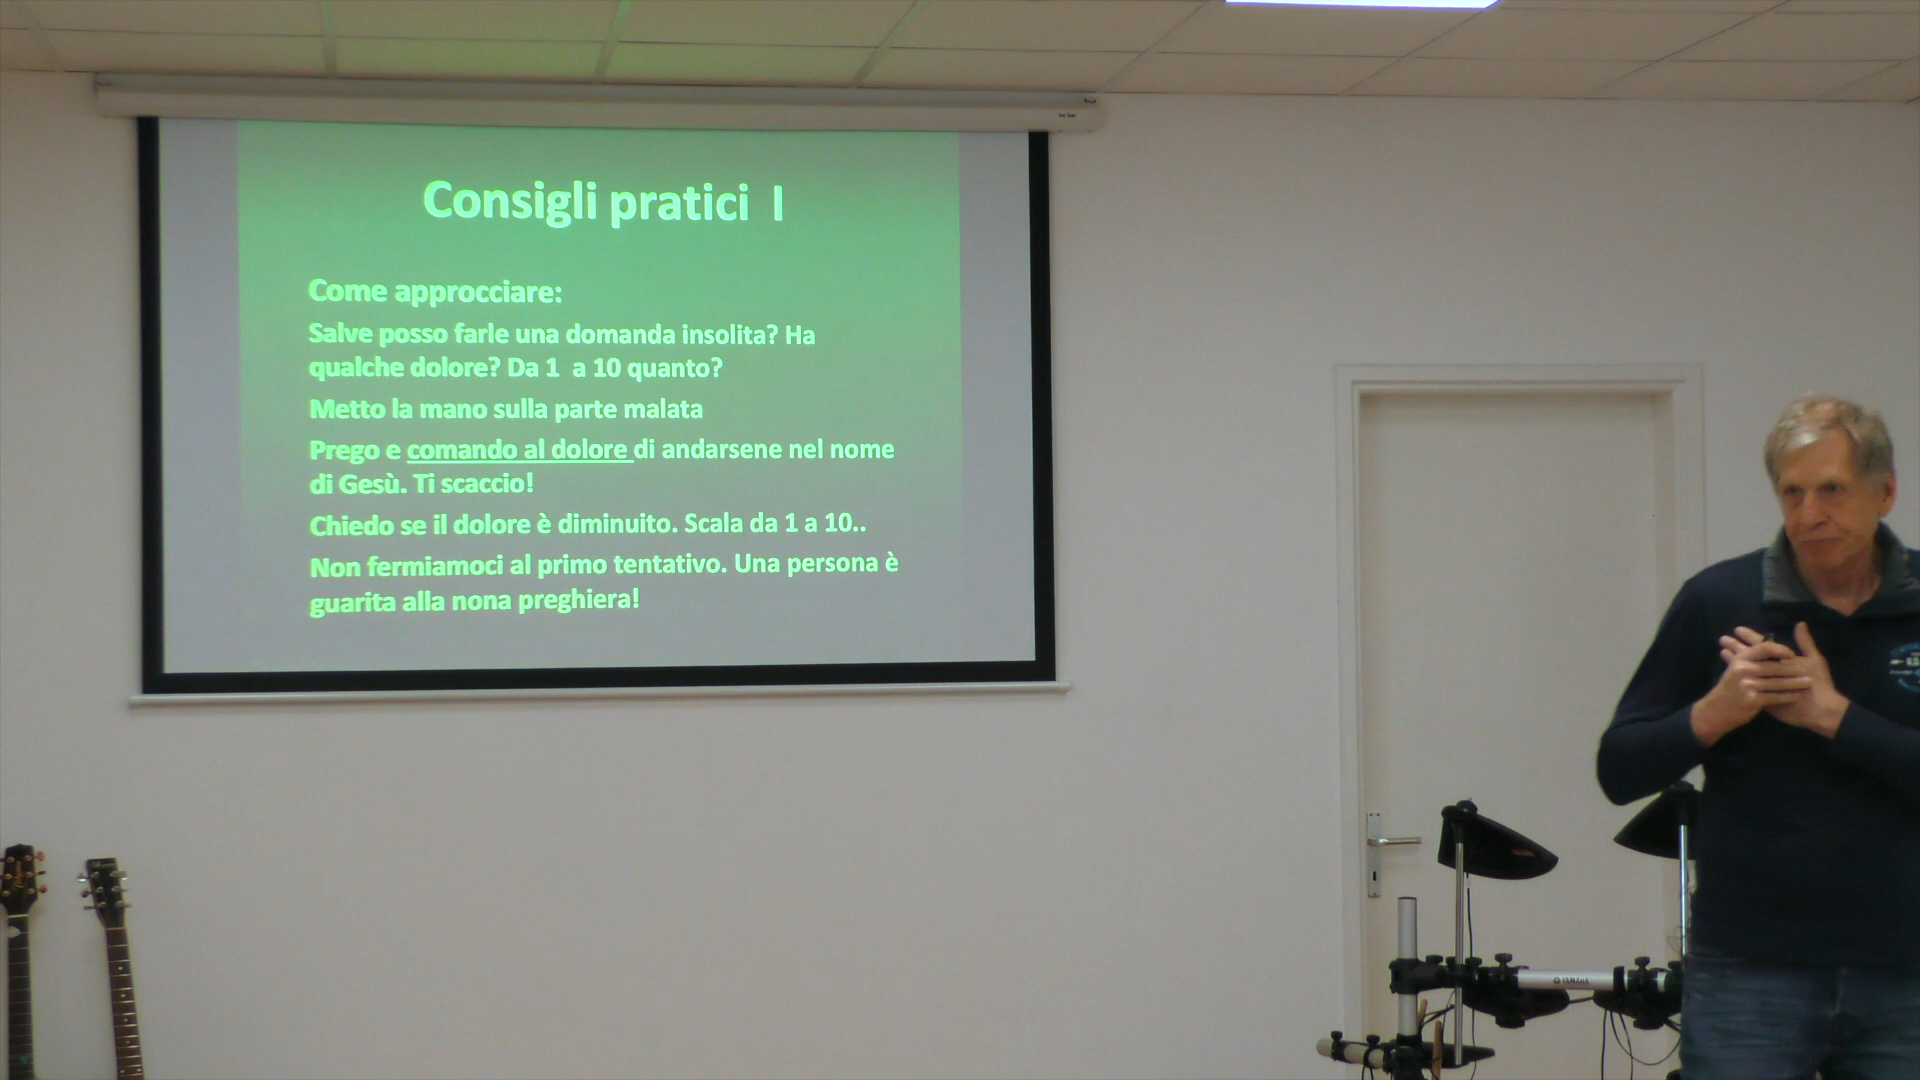 Consigli pratici I
Come approcciare:
Salve posso farle una domanda insolita? Ha
qualche dolore? Da 1 a 10 quanto?
Metto la mano sulla parte malata
Prego e comando al dolore di andarsene nel nome
di Gesù. Ti scaccio!
Chiedo se il dolore è diminuito. Scala da 1 a 10..
Non fermiamoci al primo tentativo. Una persona è
guarita alla nona preghiera!
YAMAHA